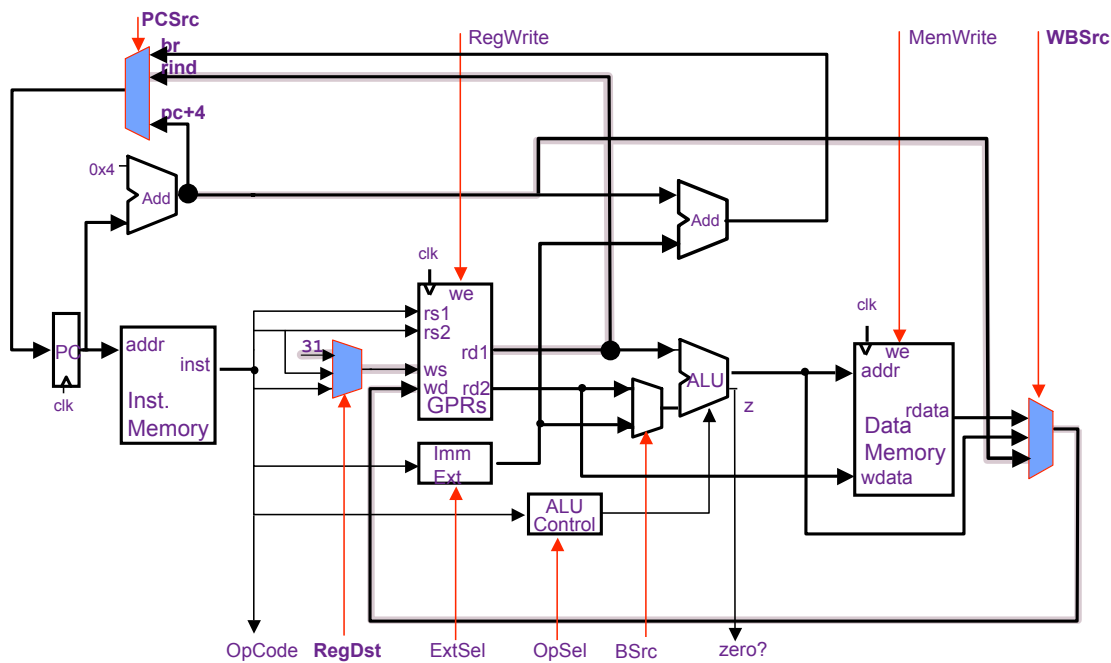 PCSrc
br
rind
pc+4
RegWrite
MemWrite
WBSrc
0x4
Add
Add
clk
we
rs1
rs2
31
ws
wd
rd1
rd2
GPRs
PC
clk
addr
inst
Inst.
Memory
ALU
z
clk
we
addr
rdata
Data
Memory
wdata
Imm
Ext
ALU
Control
OpCode
RegDst
ExtSel
OpSel
BSrc
zero?